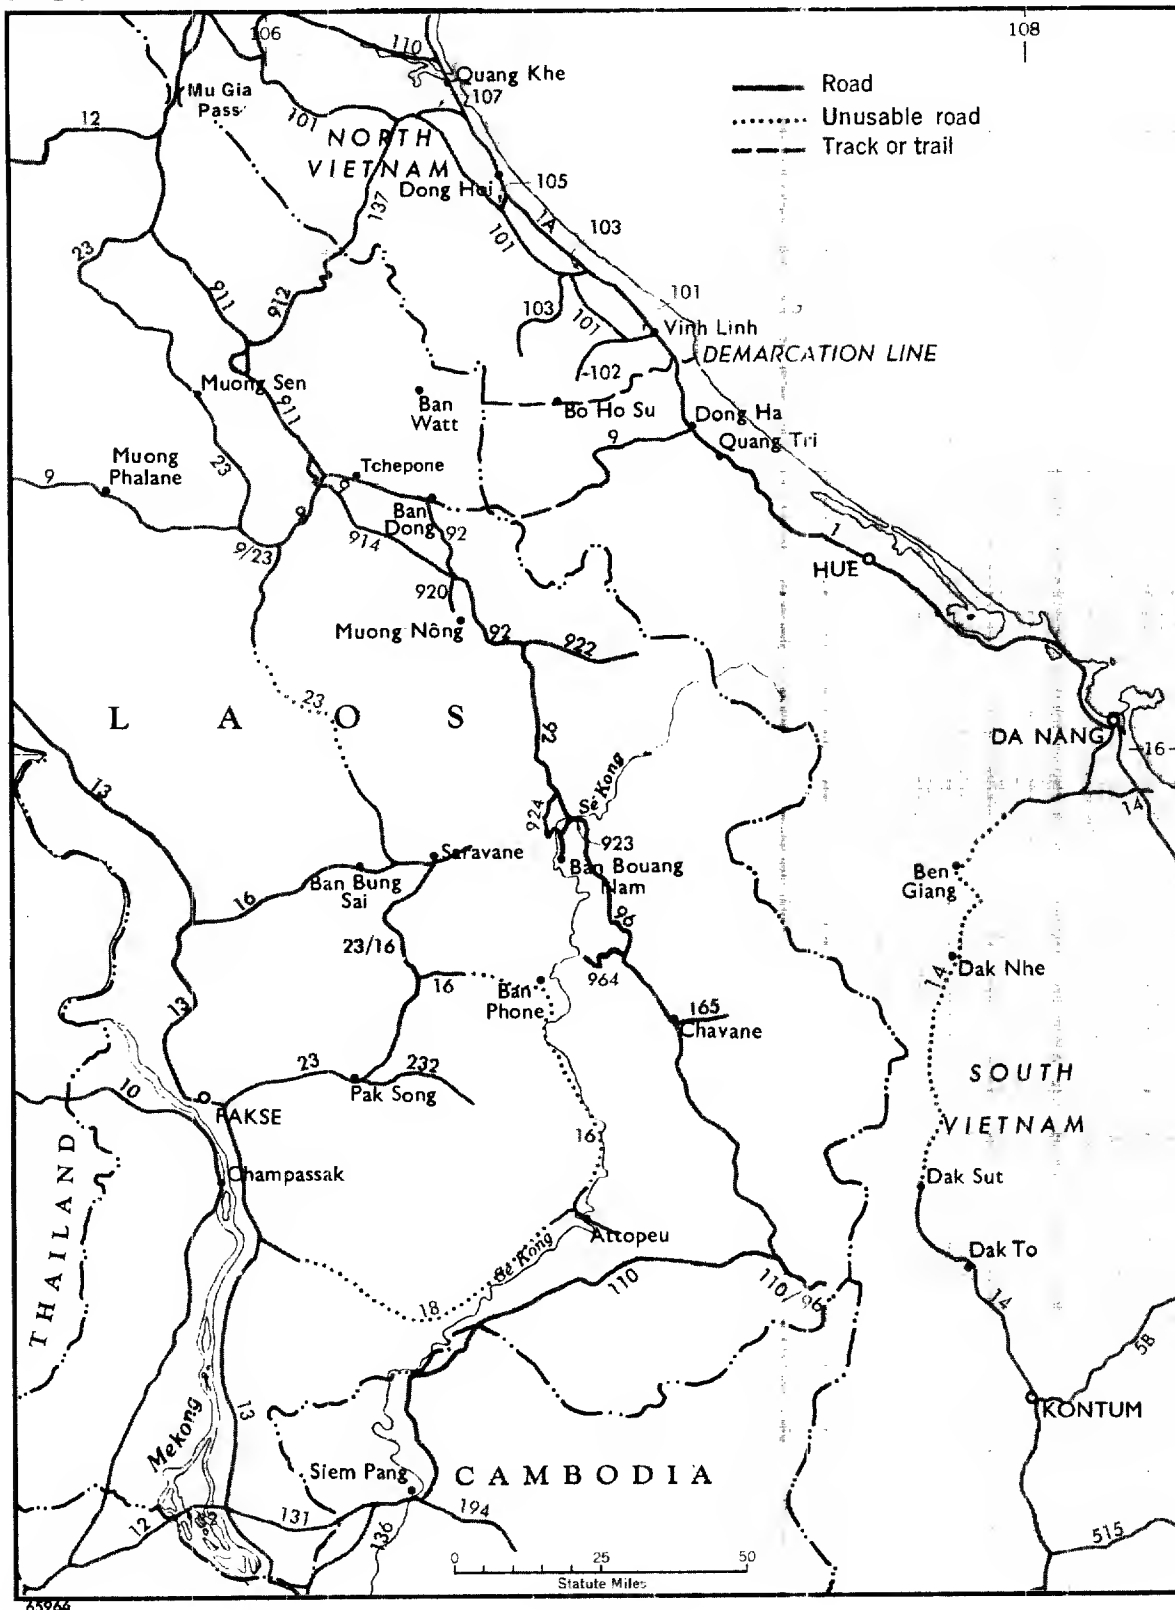 106
108
110
Quang Khe
107
Road
Unusable road
Track or trail
Mu Gia
Pass
12
101
NORTH
VIETNAM
Dong Hoi
105
137
1A
103
101
23
911
912
103
101
101
Vinh Linh
DEMARCATION LINE
102
Muong Sen
Ban
Watt
Bo Ho Su
Dong Ha
Quang Tri
911
9
Muong
Phalane
9
23
Tchepone
9
9
Ban
Dong
92
914
9/23
1
HUE
920
Muong Nông
92
922
LAOS
23
92
DA NANG
16
13
Se Kong
924
923
14
Saravane
Ban Bung
Sai
Ban Bouang
Nam
Ben
Giang
16
96
23/16
964
Dak Nhe
14
16
Ban
Phone
13
165
Chavane
23
232
Pak Song
SOUTH
VIETNAM
10
PAKSE
16
THAILAND
Champassak
Dak Sut
Attopeu
Se Kong
Dak To
110
110/96
18
14
5B
13
KONTUM
Mekong
Siem Pang
CAMBODIA
12
131
136
194
515
0 25 50
Statute Miles
65966